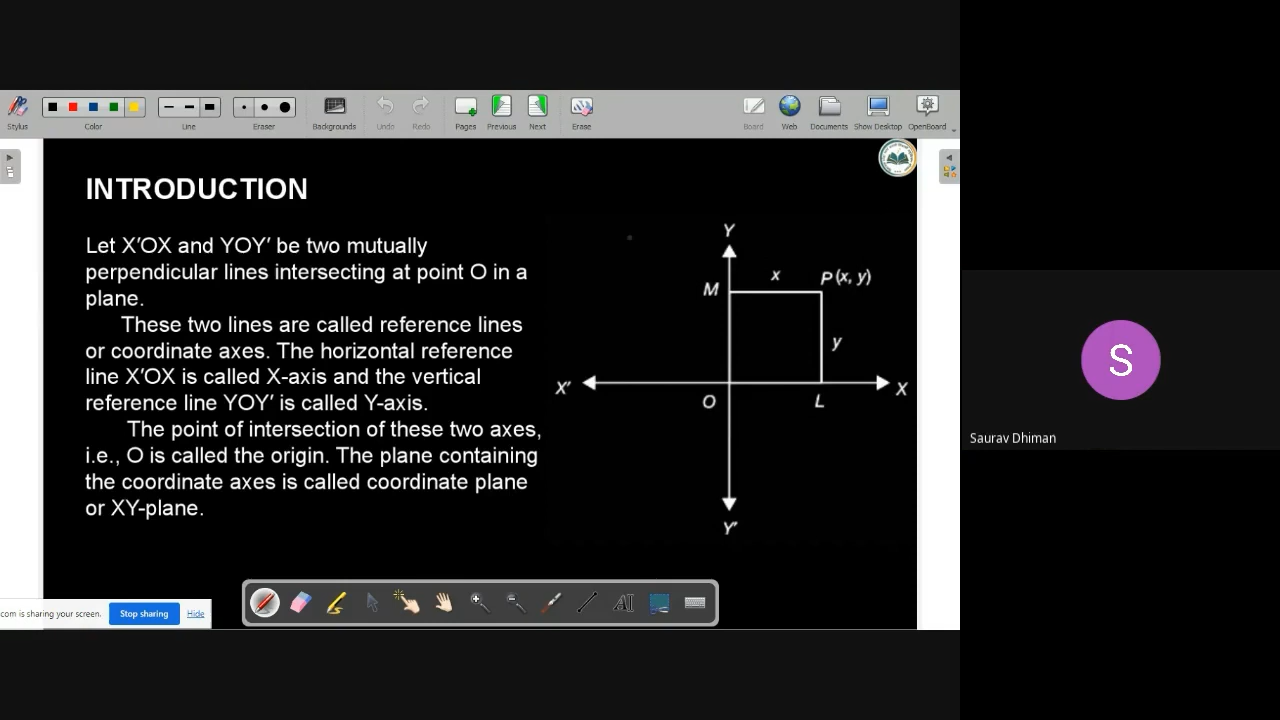 Stylus
Color
Line
Eraser
Backgrounds
Undo
Redo
Pages
Previous
Next
Erase
Board
Web
Documents
Show Desktop
OpenBoard
INTRODUCTION
Let X′OX and YOY′ be two mutually
perpendicular lines intersecting at point O in a
plane.
These two lines are called reference lines
or coordinate axes. The horizontal reference
line X′OX is called X-axis and the vertical
reference line YOY′ is called Y-axis.
The point of intersection of these two axes,
i.e., O is called the origin. The plane containing
the coordinate axes is called coordinate plane
or XY-plane.
Y
M
x
P(x, y)
y
X′
O
L
X
Y′
S
Saurav Dhiman
com is sharing your screen.
Stop sharing
Hide
AI